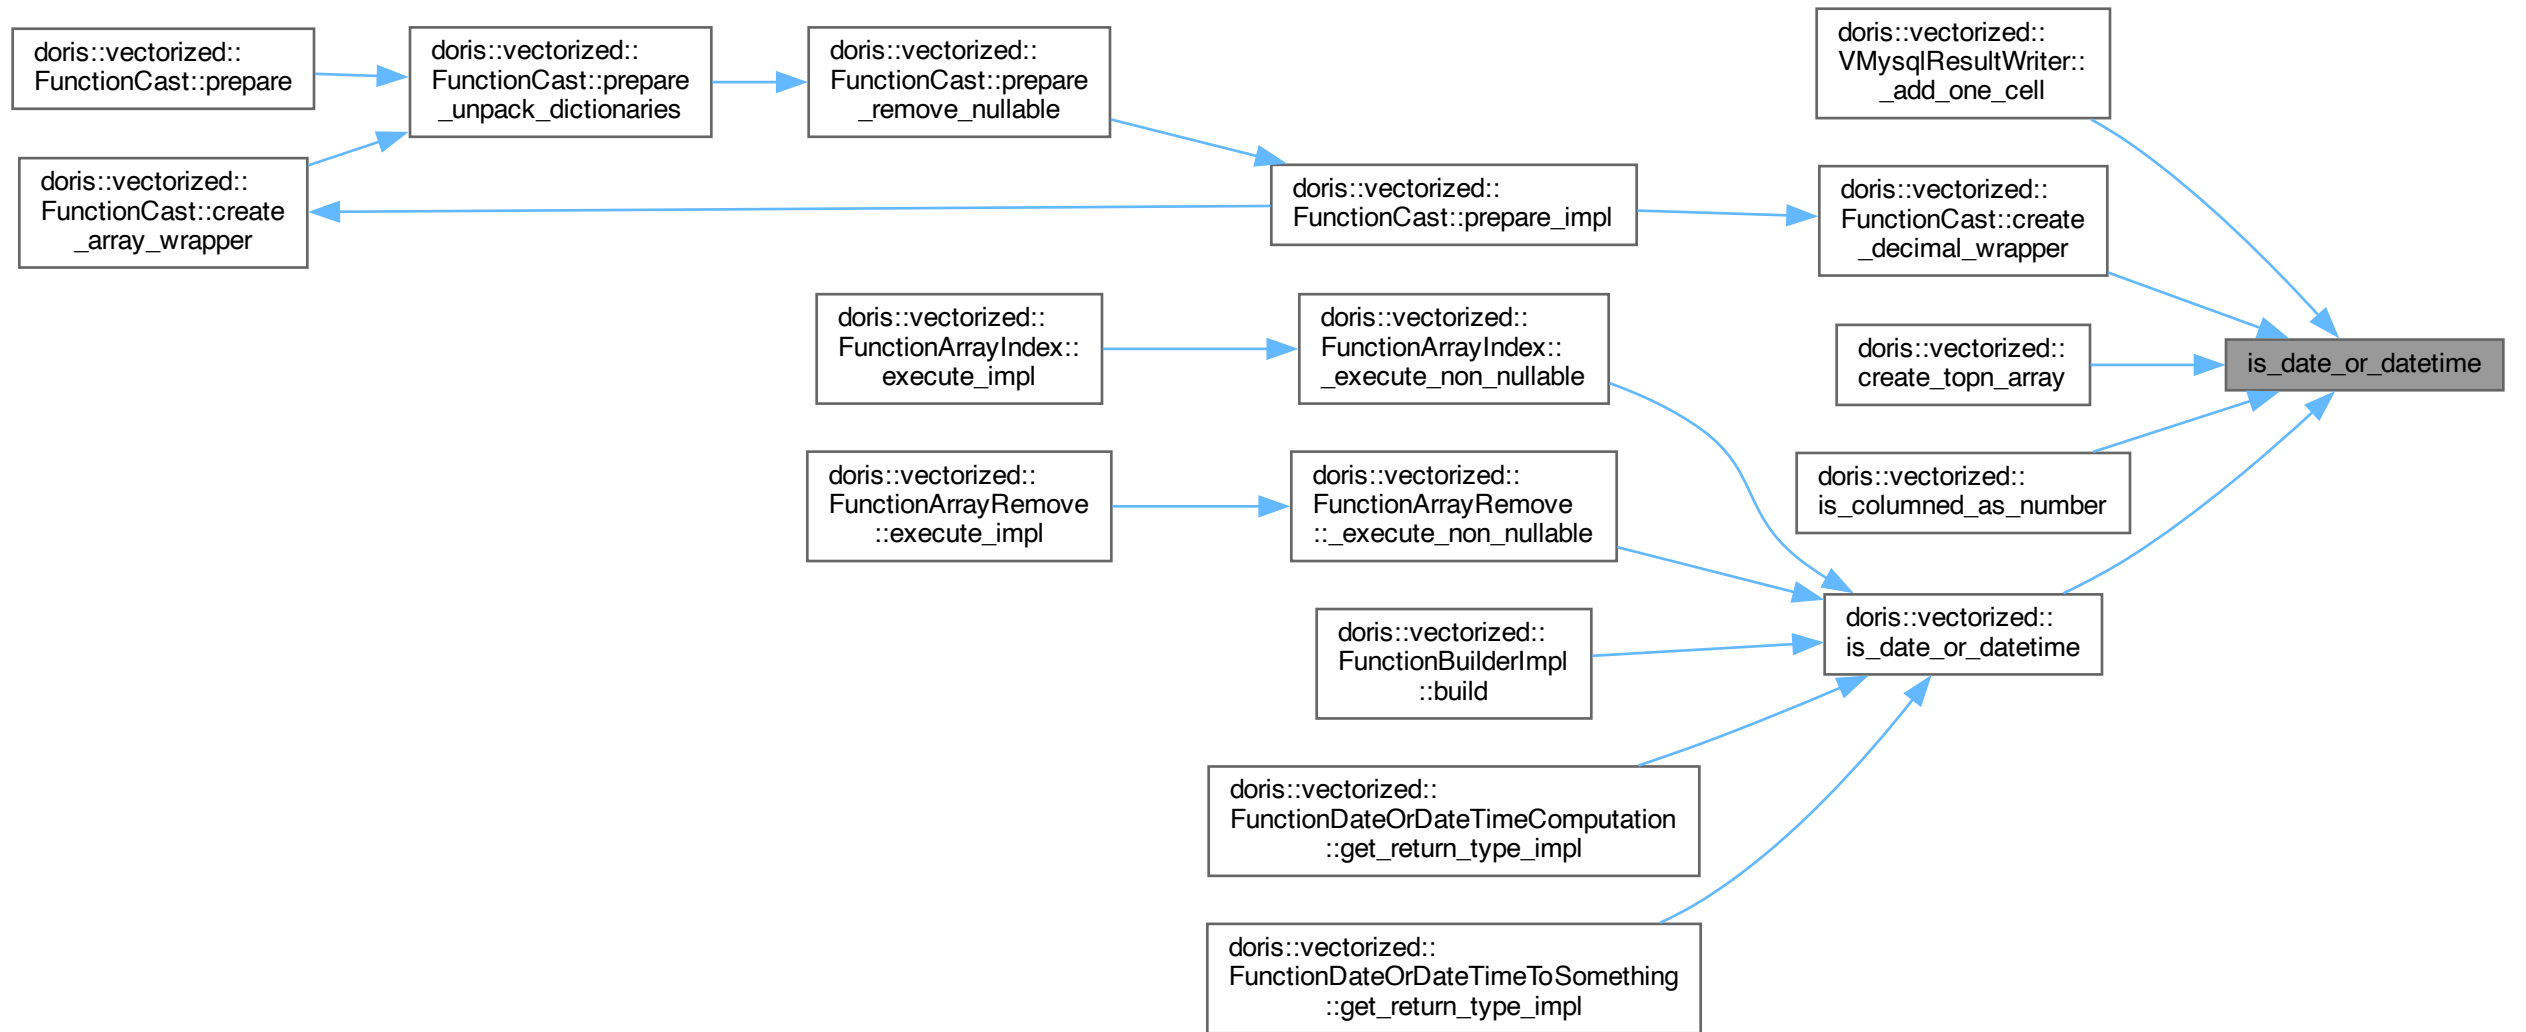 doris::vectorized::
FunctionCast::prepare
doris::vectorized::
FunctionCast::create
_array_wrapper
doris::vectorized::
FunctionCast::prepare
_unpack_dictionaries
doris::vectorized::
FunctionCast::prepare
_remove_nullable
doris::vectorized::
FunctionCast::prepare_impl
doris::vectorized::
VMysqlResultWriter::
_add_one_cell
doris::vectorized::
FunctionCast::create
_decimal_wrapper
doris::vectorized::
FunctionArrayIndex::
execute_impl
doris::vectorized::
FunctionArrayIndex::
_execute_non_nullable
doris::vectorized::
create_topn_array
is_date_or_datetime
doris::vectorized::
FunctionArrayRemove
::execute_impl
doris::vectorized::
FunctionArrayRemove
::_execute_non_nullable
doris::vectorized::
is_columned_as_number
doris::vectorized::
FunctionBuilderImpl
::build
doris::vectorized::
is_date_or_datetime
doris::vectorized::
FunctionDateOrDateTimeComputation
::get_return_type_impl
doris::vectorized::
FunctionDateOrDateTimeToSomething
::get_return_type_impl